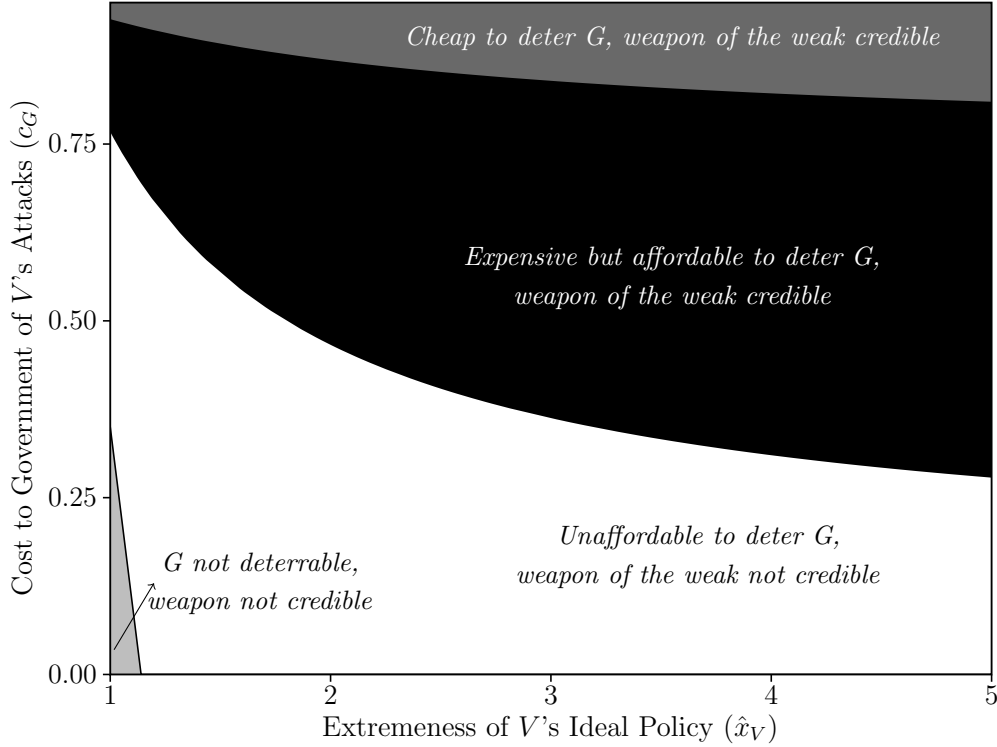 Cheap to deter G, weapon of the weak credible
Cost to Government of V's Attacks (c_G)
0.75
Expensive but affordable to deter G,
weapon of the weak credible
0.50
0.25
Unaffordable to deter G,
weapon of the weak not credible
G not deterrable,
weapon not credible
0.00
1 2 3 4 5
Extremeness of V's Ideal Policy (x̂_V)